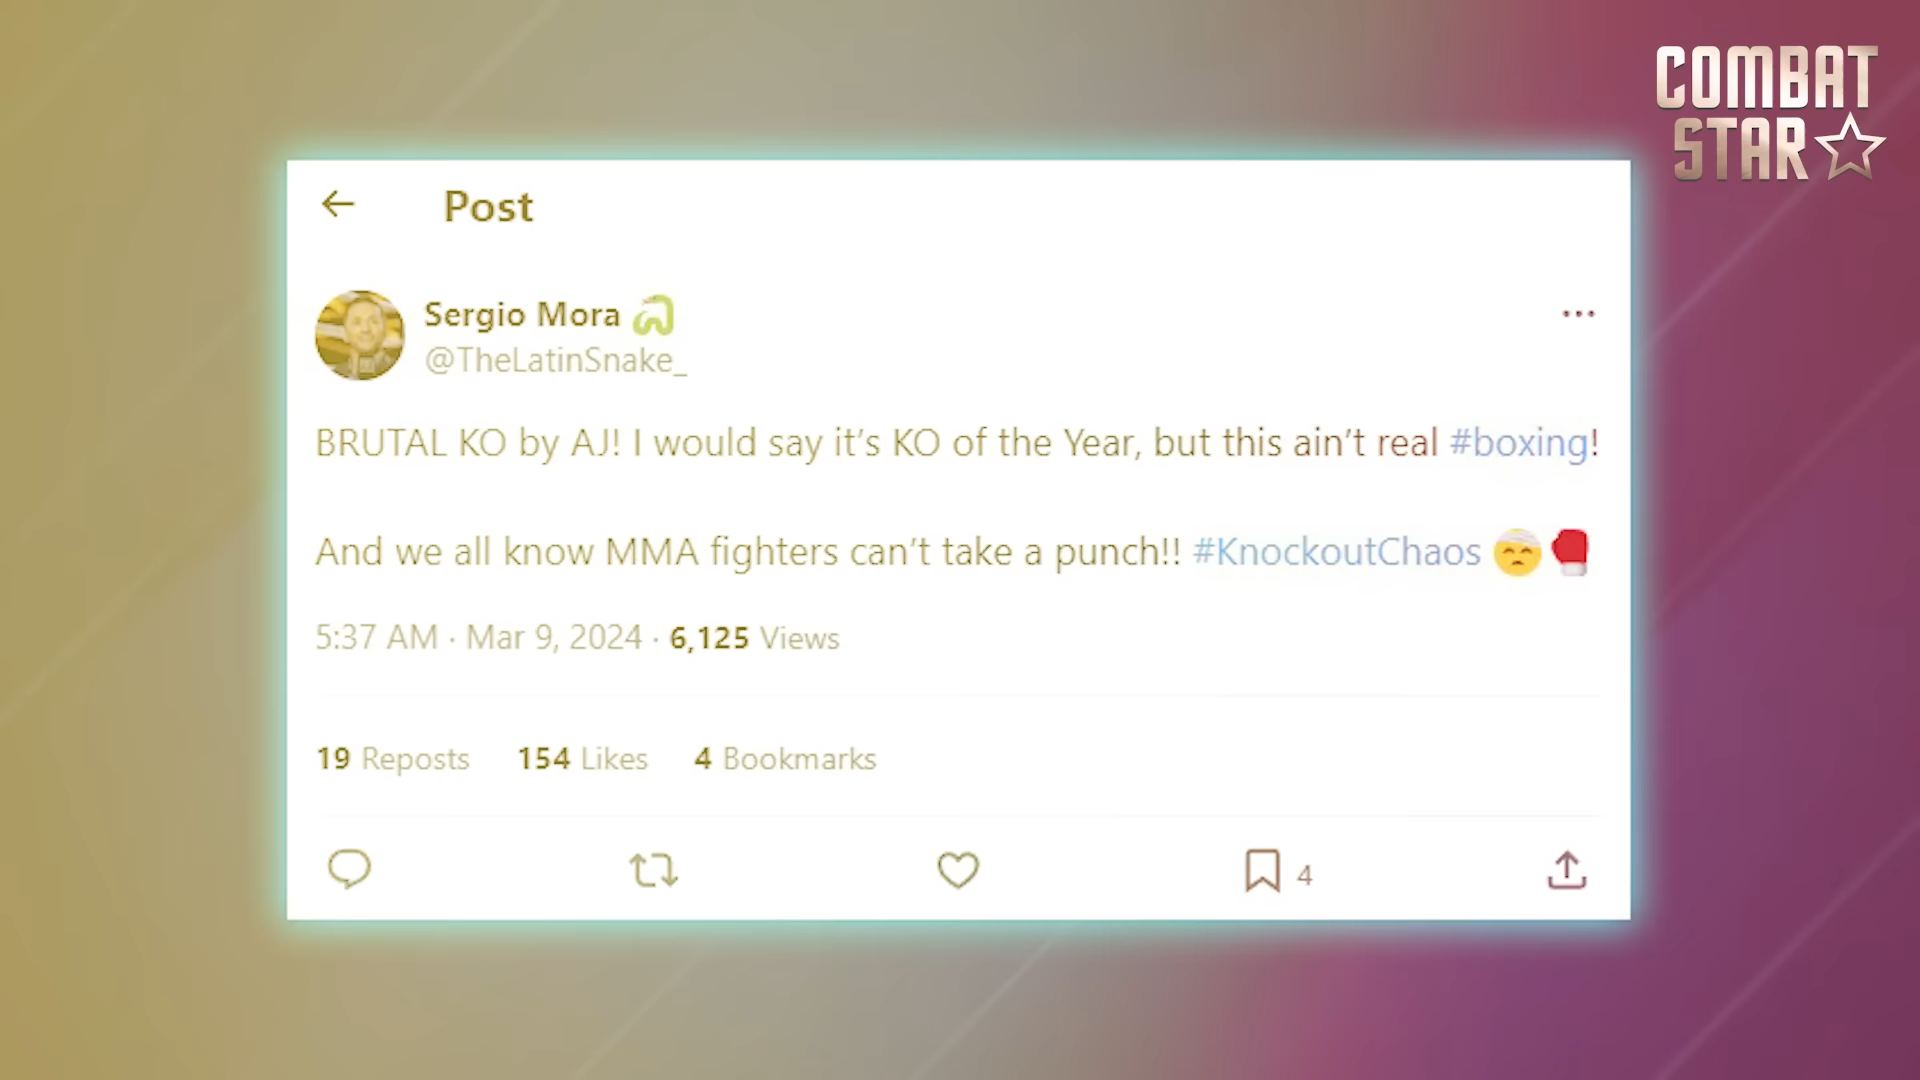 COMBAT
STAR
Post
Sergio Mora
@TheLatinSnake_
BRUTAL KO by AJ! I would say it's KO of the Year, but this ain't real #boxing!
And we all know MMA fighters can't take a punch!! #KnockoutChaos
5:37 AM · Mar 9, 2024 · 6,125 Views
19 Reposts 154 Likes 4 Bookmarks
4